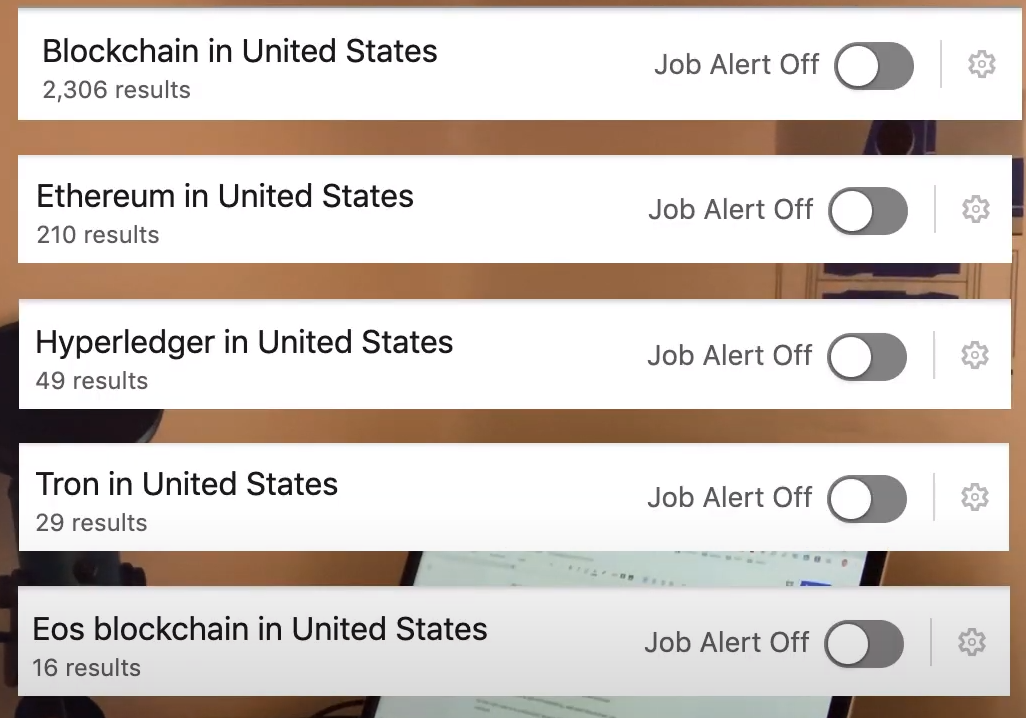 Blockchain in United States
2,306 results
Job Alert Off
Ethereum in United States
210 results
Job Alert Off
Hyperledger in United States
49 results
Job Alert Off
Tron in United States
29 results
Job Alert Off
Eos blockchain in United States
16 results
Job Alert Off